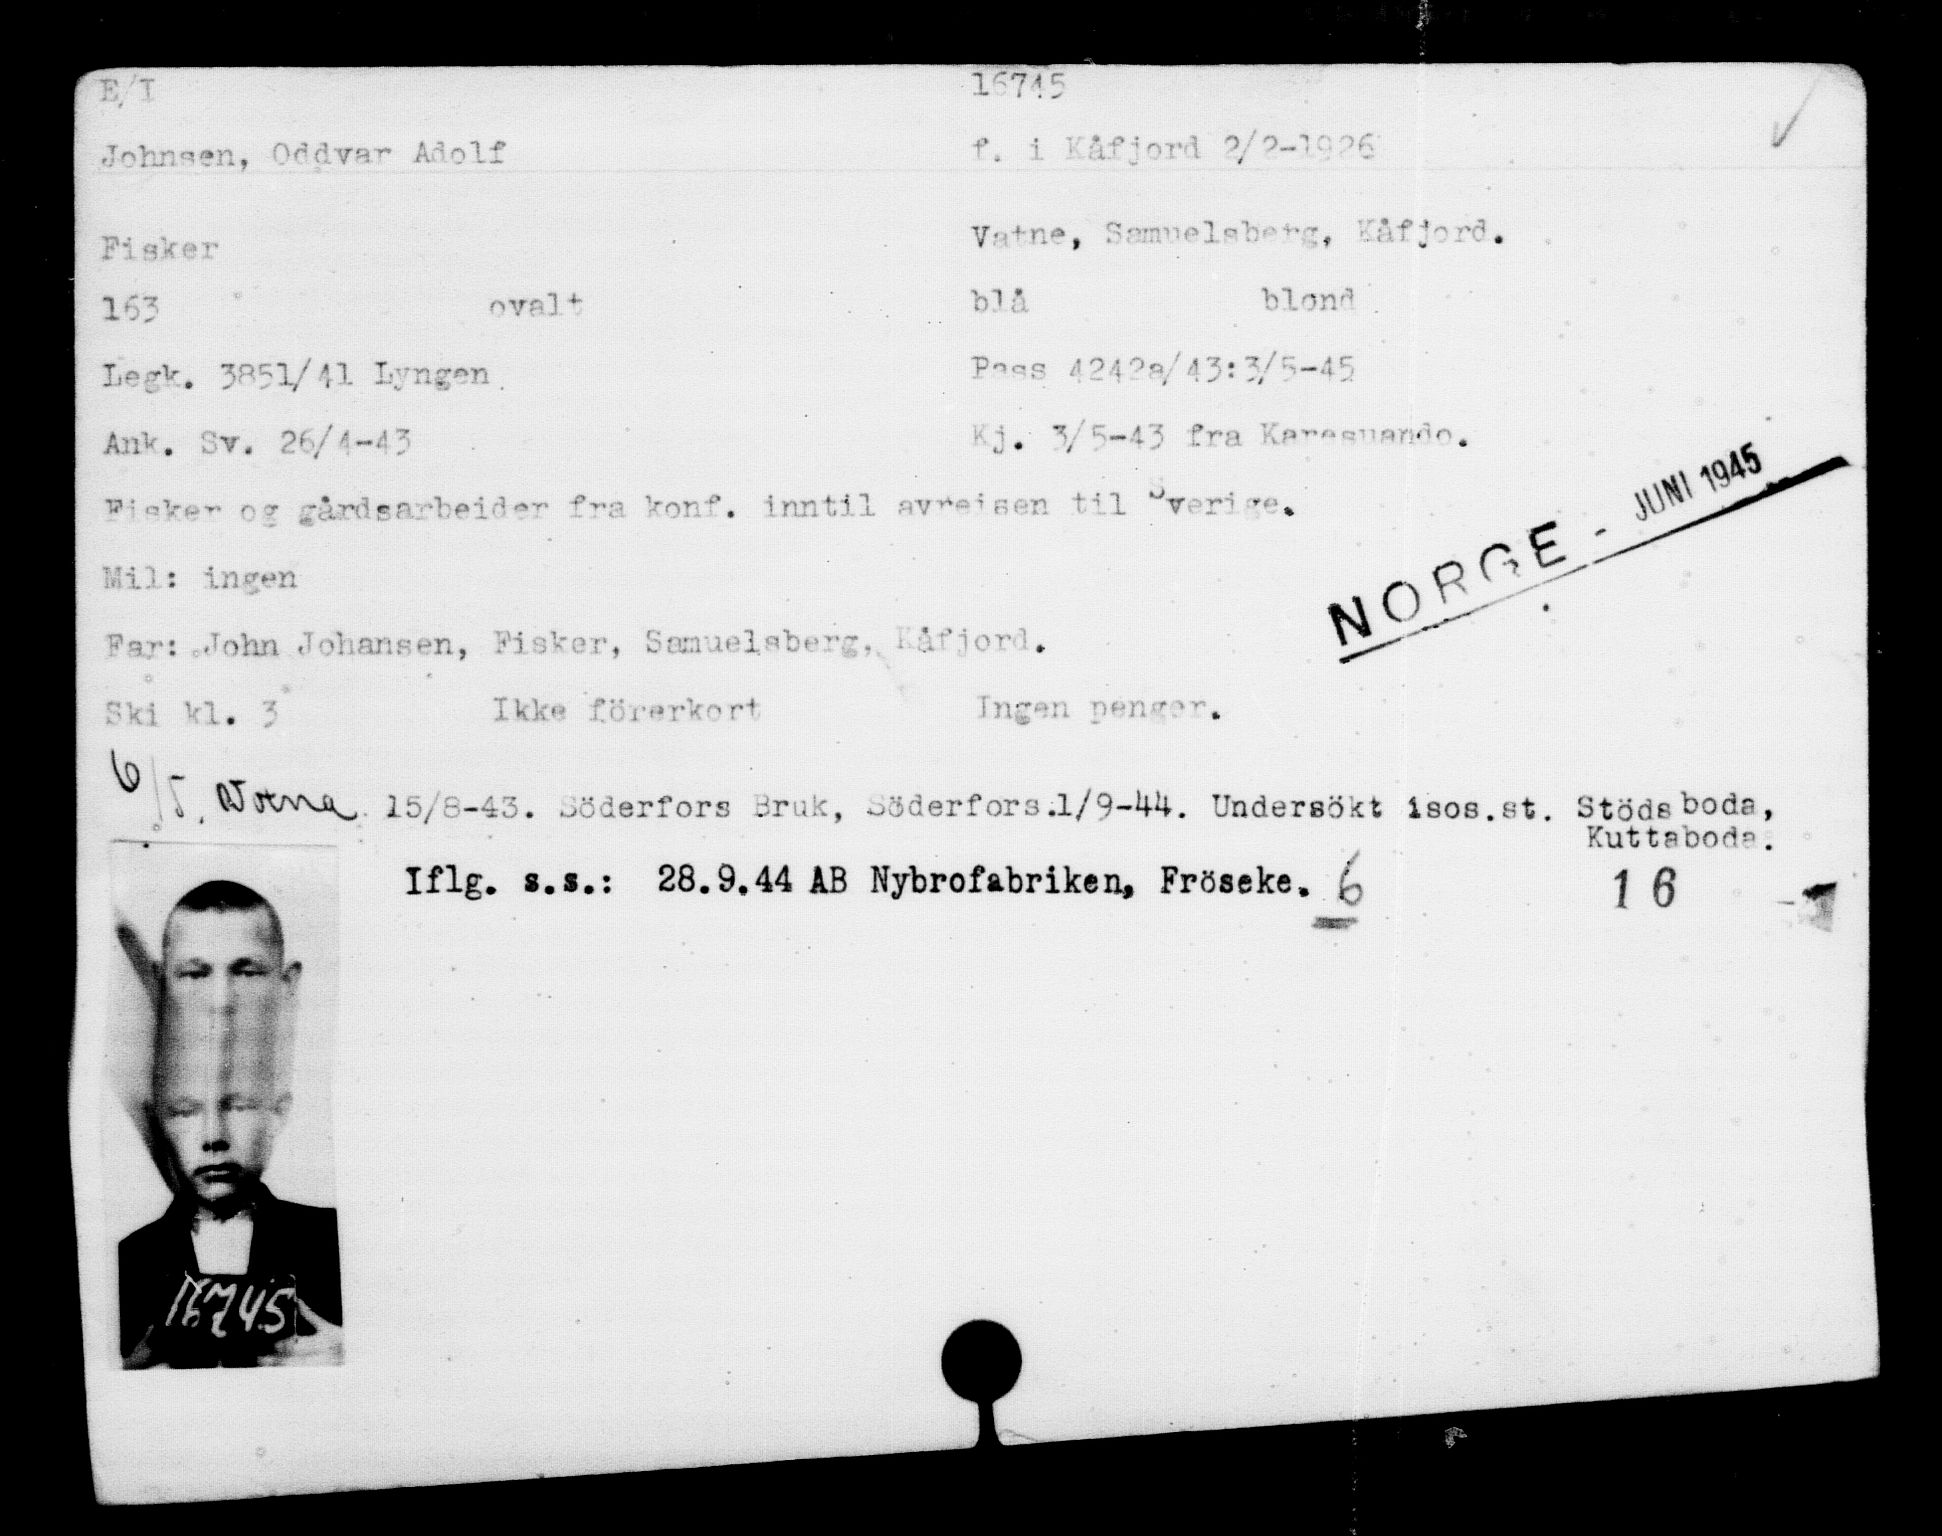 E/I 16745
Johnsen, Oddvar Adolf f. i Kåfjord 2/2-1926
Fisker Vatne, Samuelsberg, Kåfjord.
163 ovalt blå blond
Legk. 3851/41 Lyngen Pass 4242a/43:3/5-45
Ank. Sv. 26/4-43 Kj. 3/5-43 fra Karesuando.
Fisker og gårdsarbeider fra konf. inntil avreisen til Sverige.
NORGE - JUNI 1945
Mil: ingen
Far: John Johansen, Fisker, Samuelsberg, Kåfjord.
Ski kl. 3 Ikke förerkort Ingen penger.
6/5. 15/8-43. Söderfors Bruk, Söderfors.1/9-44. Undersökt isos.st. Stödsboda,
Kuttaboda.
Iflg. s.s.: 28.9.44 AB Nybrofabriken, Fröseke. 6 16
16745